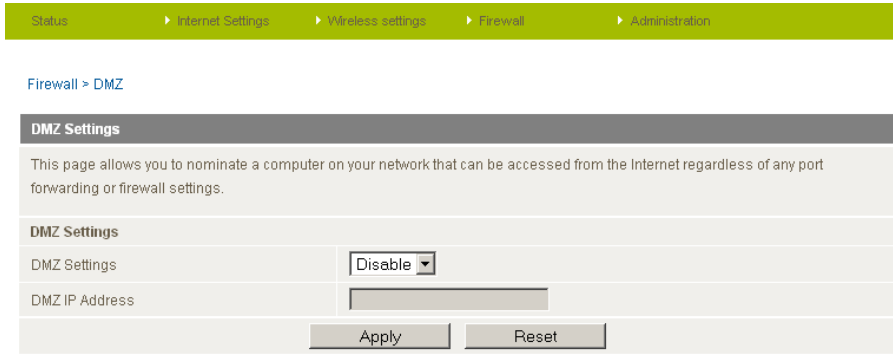 Status Internet Settings Wireless settings Firewall Administration
Firewall > DMZ
DMZ Settings
This page allows you to nominate a computer on your network that can be accessed from the Internet regardless of any port
forwarding or firewall settings.
DMZ Settings
DMZ Settings Disable
DMZ IP Address
Apply Reset